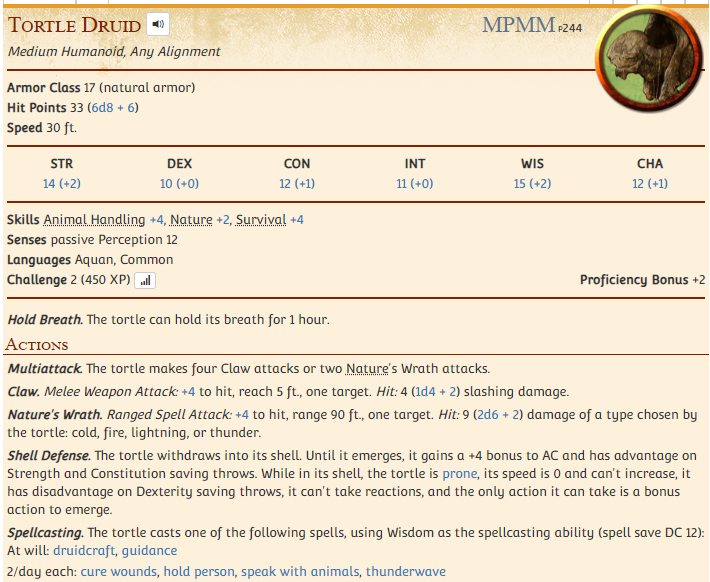 TORTLE DRUID MPMM p244
Medium Humanoid, Any Alignment
Armor Class 17 (natural armor)
Hit Points 33 (6d8 + 6)
Speed 30 ft.
STR DEX CON INT WIS CHA
14 (+2) 10 (+0) 12 (+1) 11 (+0) 15 (+2) 12 (+1)
Skills Animal Handling +4, Nature +2, Survival +4
Senses passive Perception 12
Languages Aquan, Common
Challenge 2 (450 XP) Proficiency Bonus +2
Hold Breath. The tortle can hold its breath for 1 hour.
ACTIONS
Multiattack. The tortle makes four Claw attacks or two Nature's Wrath attacks.
Claw. Melee Weapon Attack: +4 to hit, reach 5 ft., one target. Hit: 4 (1d4 + 2) slashing damage.
Nature's Wrath. Ranged Spell Attack: +4 to hit, range 90 ft., one target. Hit: 9 (2d6 + 2) damage of a type chosen by
the tortle: cold, fire, lightning, or thunder.
Shell Defense. The tortle withdraws into its shell. Until it emerges, it gains a +4 bonus to AC and has advantage on
Strength and Constitution saving throws. While in its shell, the tortle is prone, its speed is 0 and can't increase, it
has disadvantage on Dexterity saving throws, it can't take reactions, and the only action it can take is a bonus
action to emerge.
Spellcasting. The tortle casts one of the following spells, using Wisdom as the spellcasting ability (spell save DC 12):
At will: druidcraft, guidance
2/day each: cure wounds, hold person, speak with animals, thunderwave